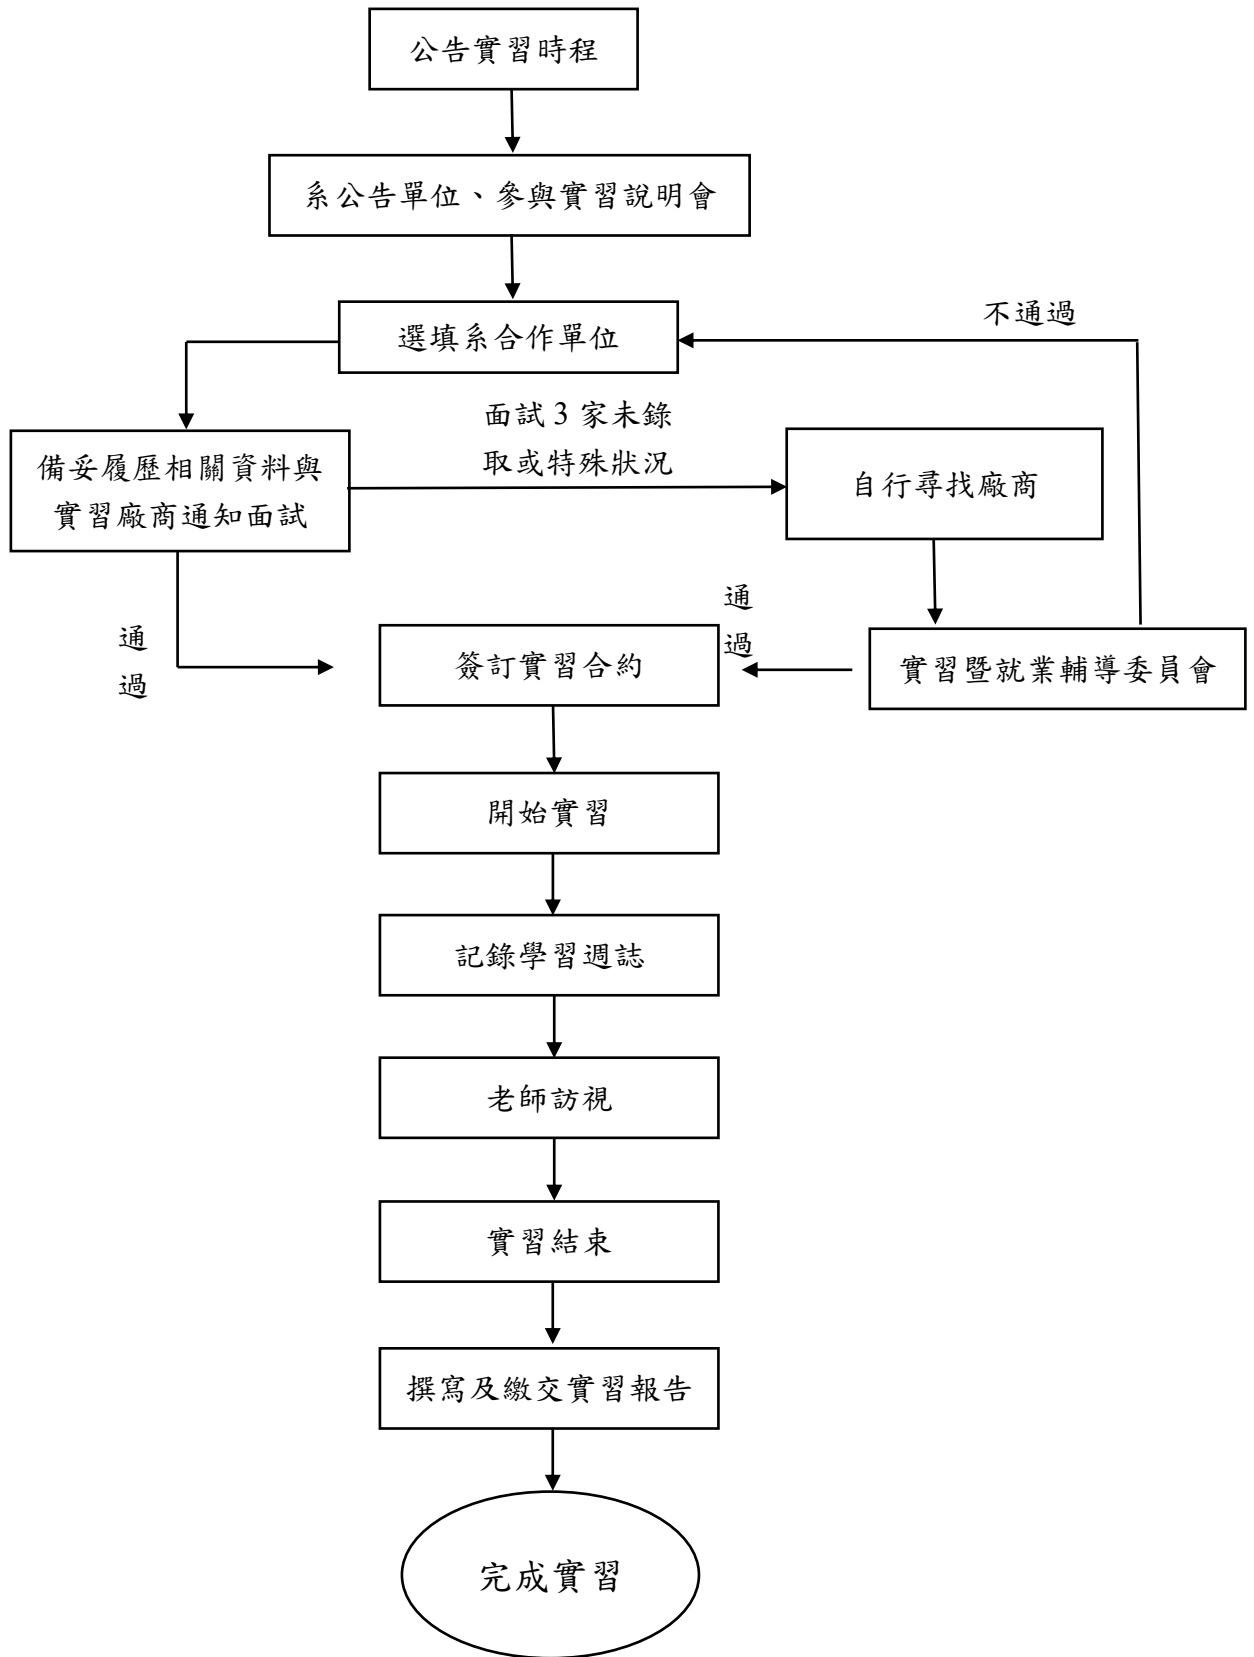 公告實習時程
系公告單位、參與實習說明會
不通過
選填系合作單位
面試 3 家未錄
取或特殊狀況
備妥履歷相關資料與
實習廠商通知面試
自行尋找廠商
通
過
通
過
簽訂實習合約
實習暨就業輔導委員會
開始實習
記錄學習週誌
老師訪視
實習結束
撰寫及繳交實習報告
完成實習